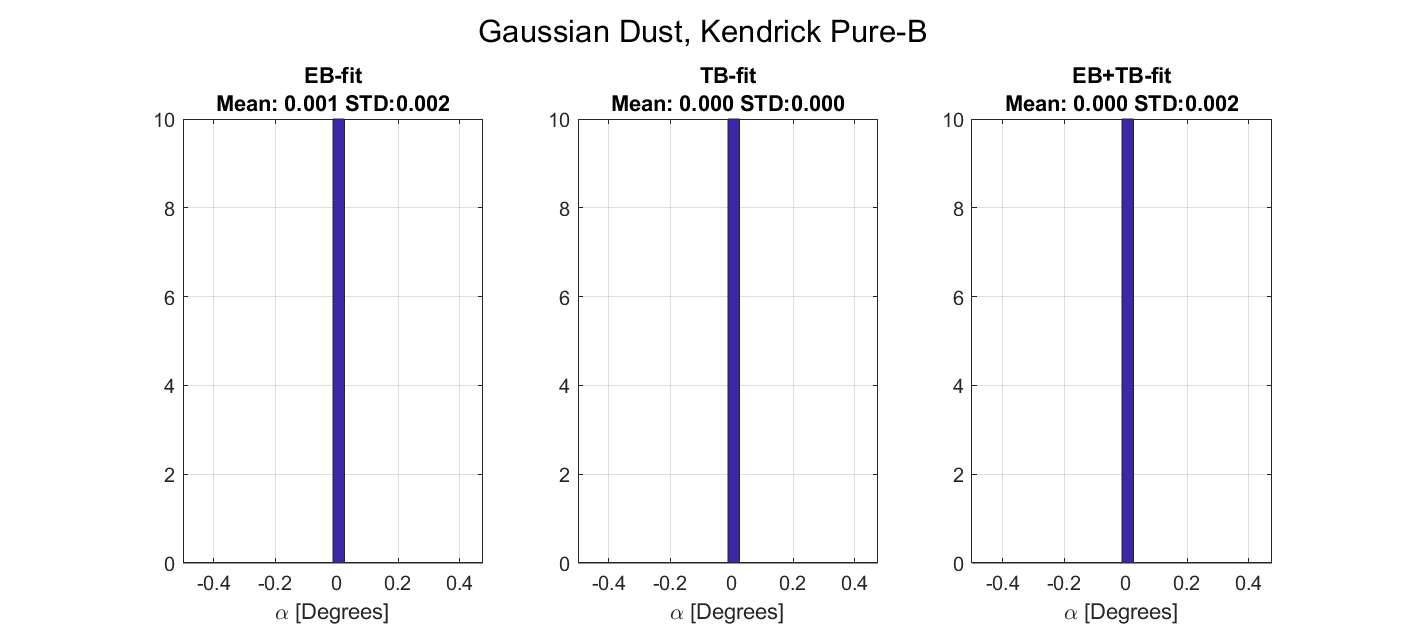 Gaussian Dust, Kendrick Pure-B
EB-fit
Mean: 0.001 STD:0.002
10
8
6
4
2
0
-0.4 -0.2 0 0.2 0.4
α [Degrees]
TB-fit
Mean: 0.000 STD:0.000
10
8
6
4
2
0
-0.4 -0.2 0 0.2 0.4
α [Degrees]
EB+TB-fit
Mean: 0.000 STD:0.002
10
8
6
4
2
0
-0.4 -0.2 0 0.2 0.4
α [Degrees]